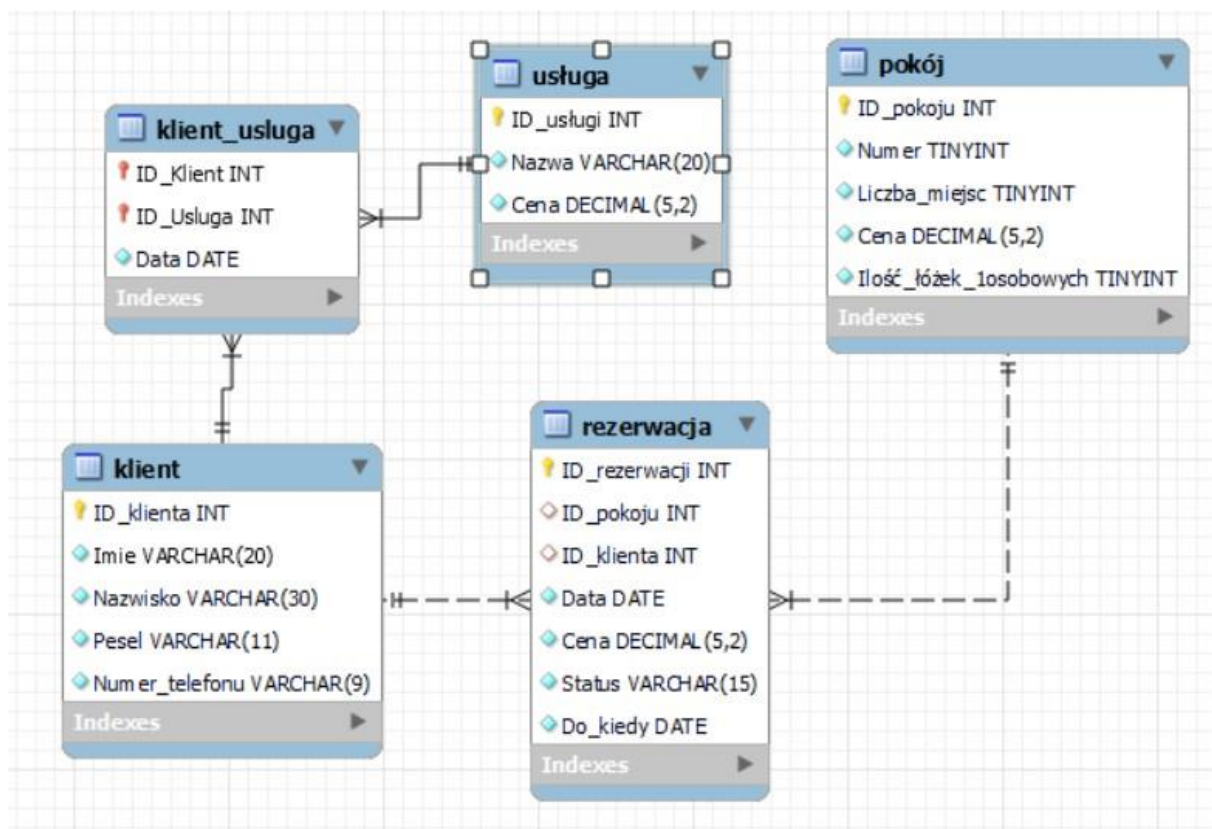 klient_usluga
ID_Klient INT
ID_Usluga INT
Data DATE
Indexes
usługa
ID_usługi INT
Nazwa VARCHAR(20)
Cena DECIMAL(5,2)
Indexes
pokój
ID_pokoju INT
Numer TINYINT
Liczba_miejsc TINYINT
Cena DECIMAL(5,2)
Ilość_łóżek_1osobowych TINYINT
Indexes
klient
ID_klienta INT
Imie VARCHAR(20)
Nazwisko VARCHAR(30)
Pesel VARCHAR(11)
Numer_telefonu VARCHAR(9)
Indexes
rezerwacja
ID_rezerwacji INT
ID_pokoju INT
ID_klienta INT
Data DATE
Cena DECIMAL(5,2)
Status VARCHAR(15)
Do_kiedy DATE
Indexes